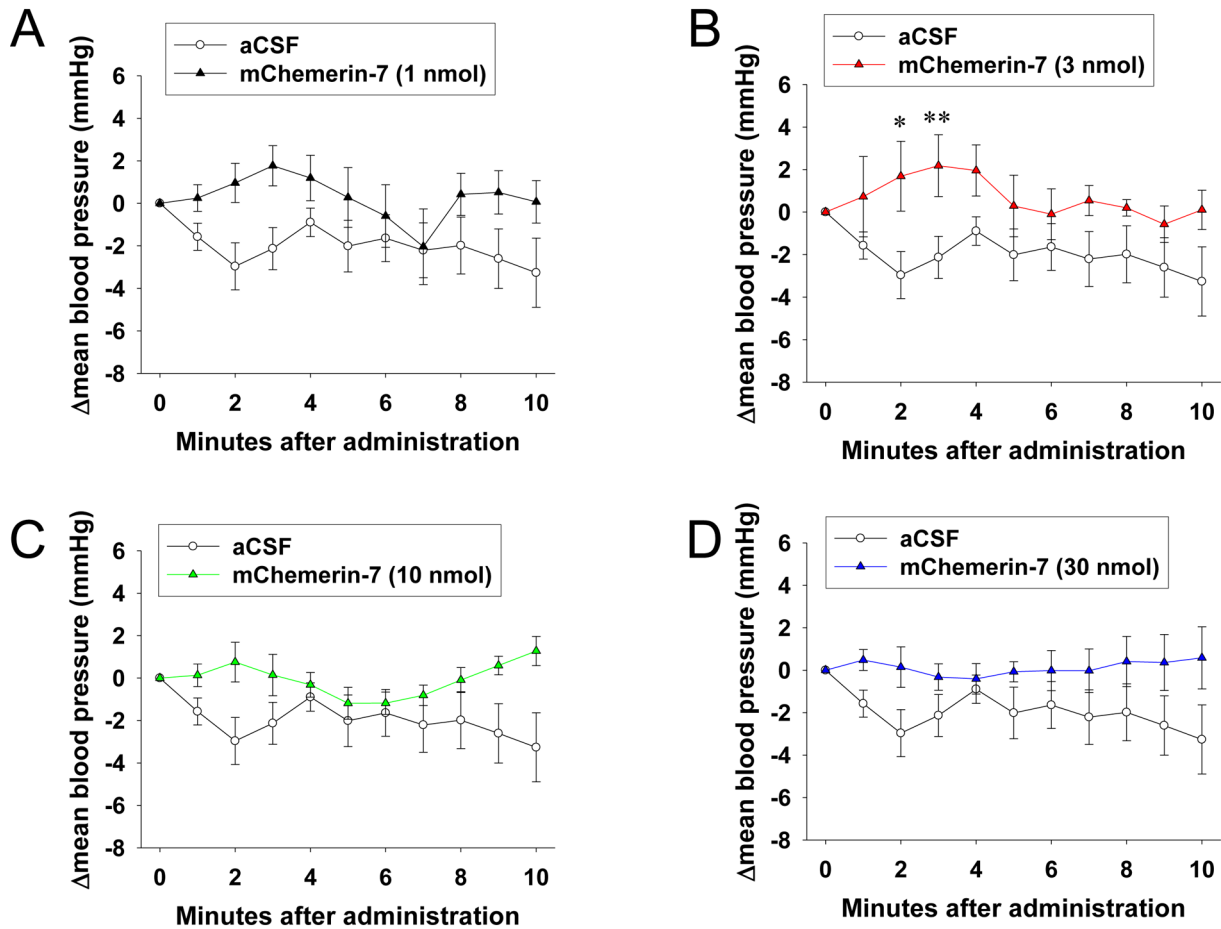 A
aCSF
mChemerin-7 (1 nmol)
Δmean blood pressure (mmHg)
6
4
2
0
-2
-4
-6
-8
0 2 4 6 8 10
Minutes after administration
B
aCSF
mChemerin-7 (3 nmol)
Δmean blood pressure (mmHg)
6
4
2
0
-2
-4
-6
-8
* **
0 2 4 6 8 10
Minutes after administration
C
aCSF
mChemerin-7 (10 nmol)
Δmean blood pressure (mmHg)
6
4
2
0
-2
-4
-6
-8
0 2 4 6 8 10
Minutes after administration
D
aCSF
mChemerin-7 (30 nmol)
Δmean blood pressure (mmHg)
6
4
2
0
-2
-4
-6
-8
0 2 4 6 8 10
Minutes after administration